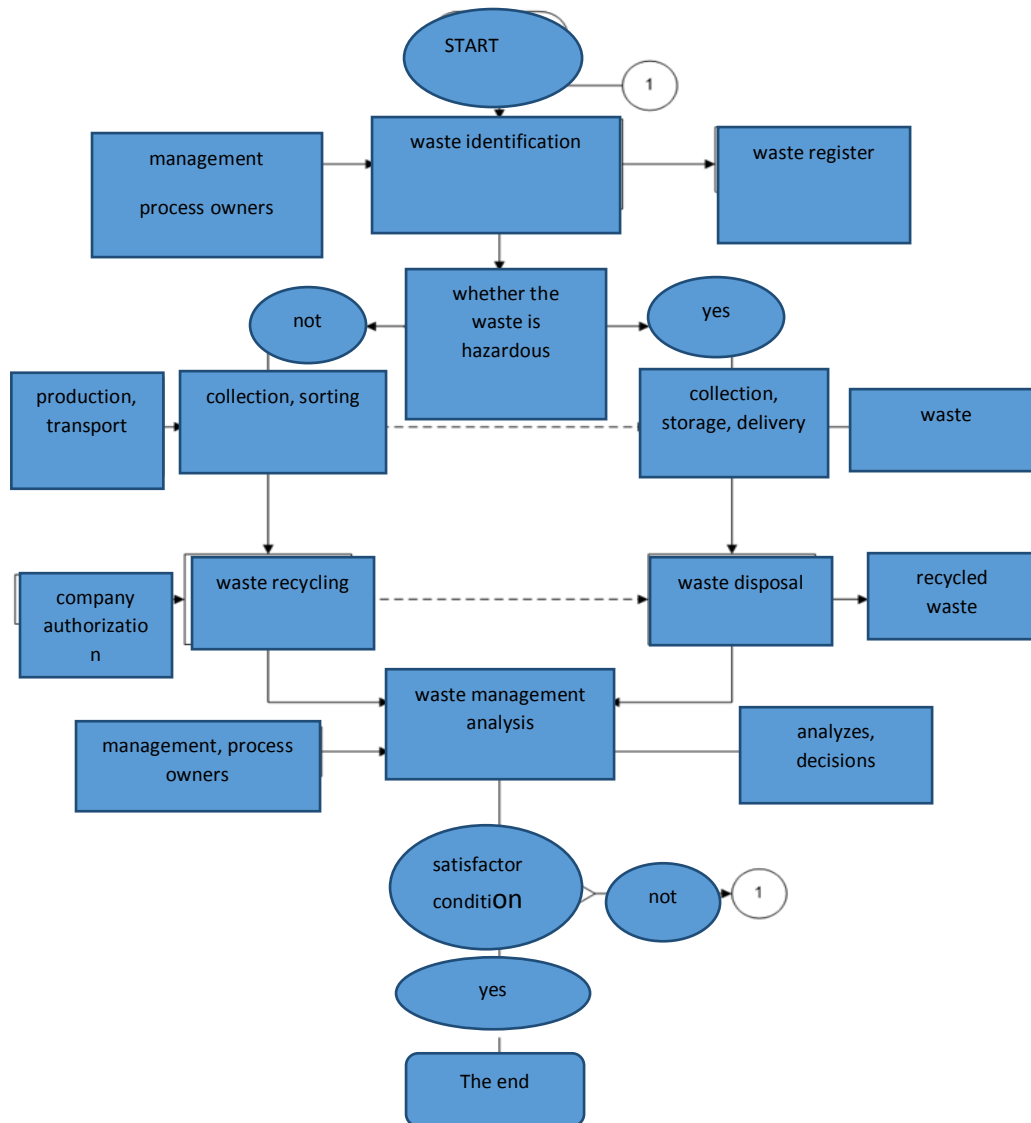 START
1
management
process owners
waste identification
waste register
whether the
waste is
hazardous
not
yes
production,
transport
collection, sorting
collection,
storage, delivery
waste
company
authorizatio
n
waste recycling
waste disposal
recycled
waste
waste management
analysis
management, process
owners
analyzes,
decisions
satisfactor
condition
not
1
yes
The end